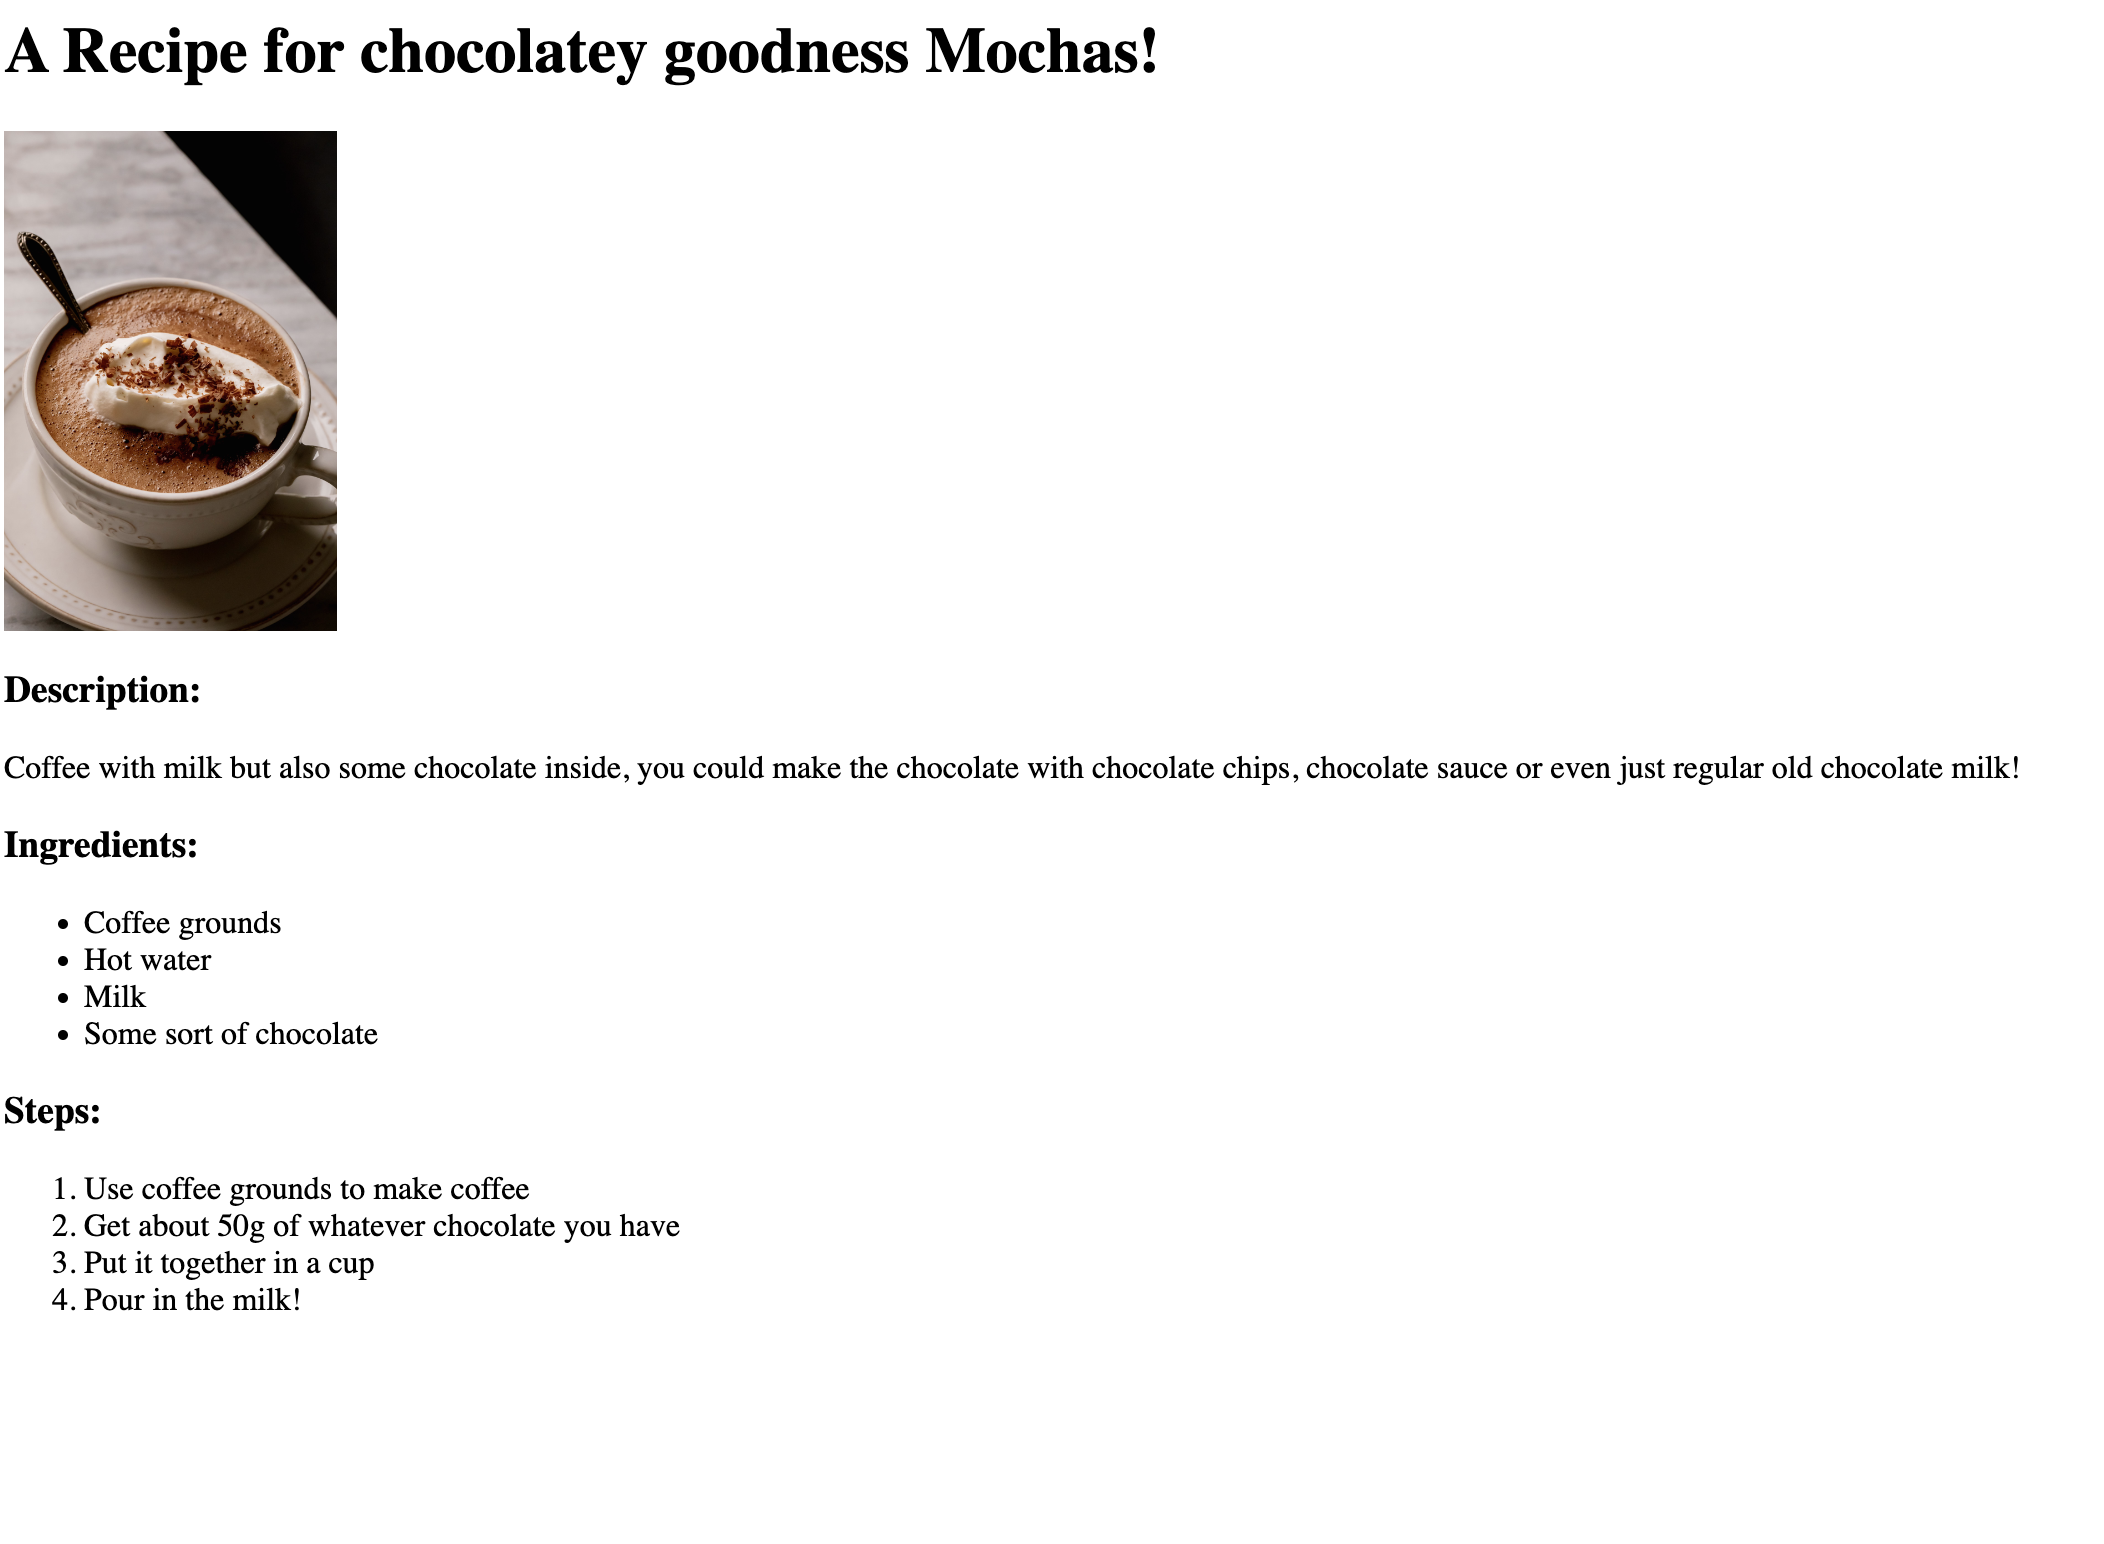 A Recipe for chocolatey goodness Mochas!
Description:
Coffee with milk but also some chocolate inside, you could make the chocolate with chocolate chips, chocolate sauce or even just regular old chocolate milk!
Ingredients:
• Coffee grounds
• Hot water
• Milk
• Some sort of chocolate
Steps:
1. Use coffee grounds to make coffee
2. Get about 50g of whatever chocolate you have
3. Put it together in a cup
4. Pour in the milk!